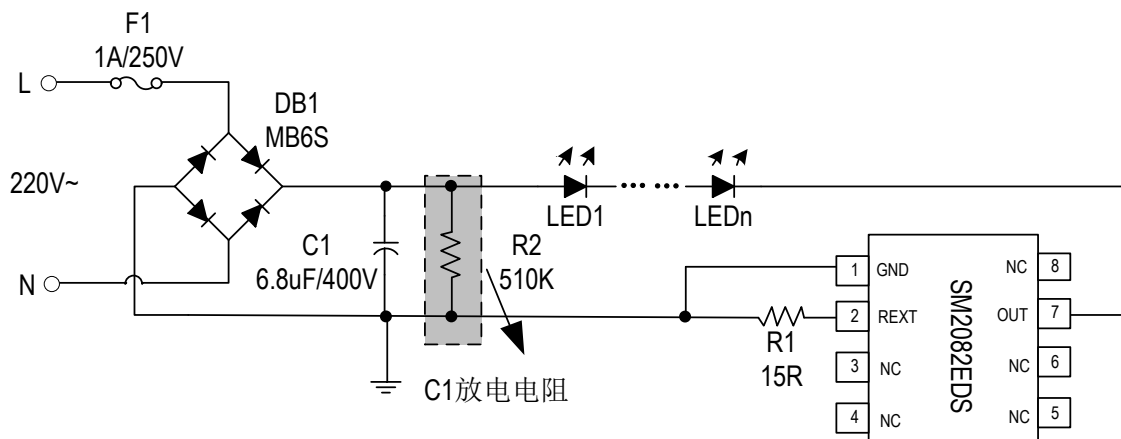 F1
1A/250V
L
DB1
MB6S
220V~
LED1
LEDn
C1
6.8uF/400V
R2
510K
N
1 GND
NC 8
2 REXT
OUT 7
R1
15R
3 NC
NC 6
4 NC
NC 5
SM2082EDS
C1放电电阻